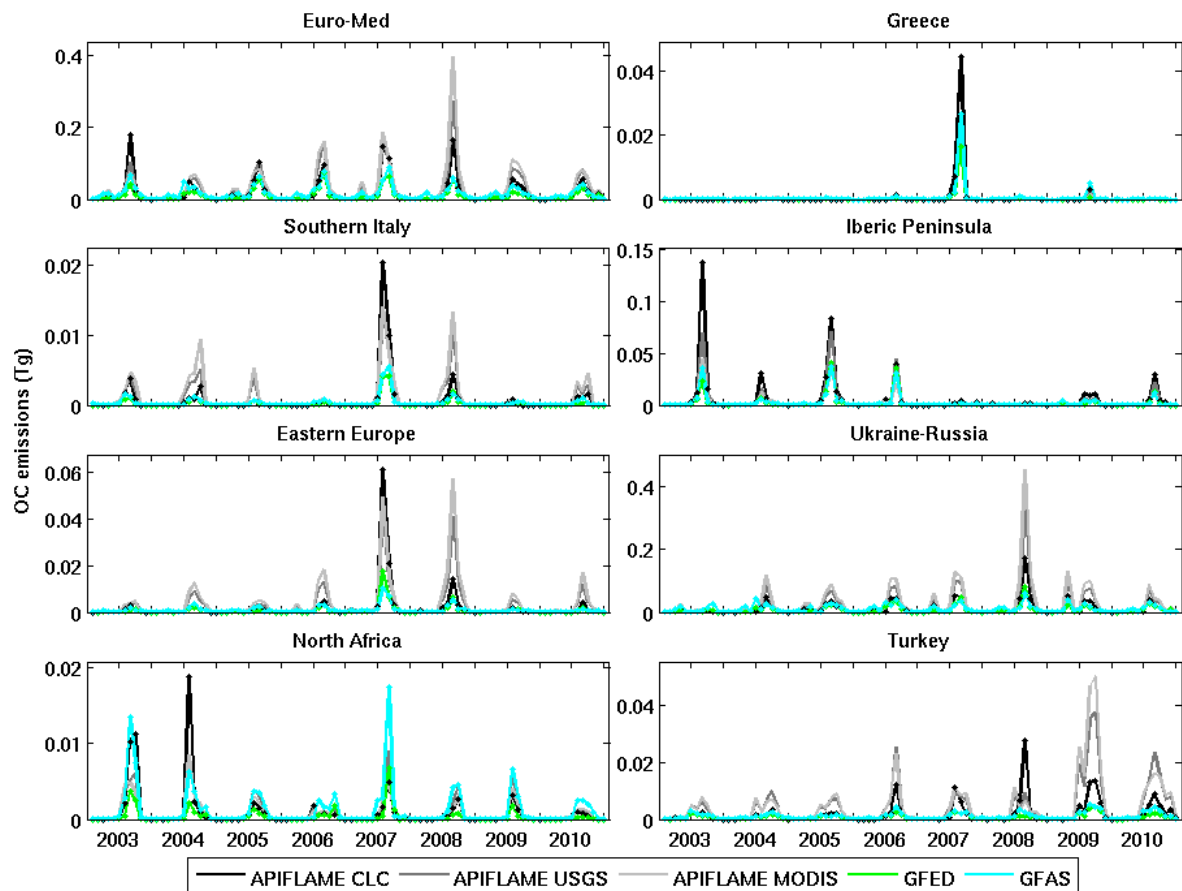 Euro-Med
Greece
0.4
0.2
0
0.04
0.02
0
Southern Italy
Iberic Peninsula
0.02
0.01
0
0.15
0.1
0.05
0
Eastern Europe
Ukraine-Russia
0.06
0.04
0.02
0
0.4
0.2
0
North Africa
Turkey
0.02
0.01
0
0.04
0.02
0
OC emissions (Tg)
2003 2004 2005 2006 2007 2008 2009 2010
2003 2004 2005 2006 2007 2008 2009 2010
APIFLAME CLC APIFLAME USGS APIFLAME MODIS GFED GFAS